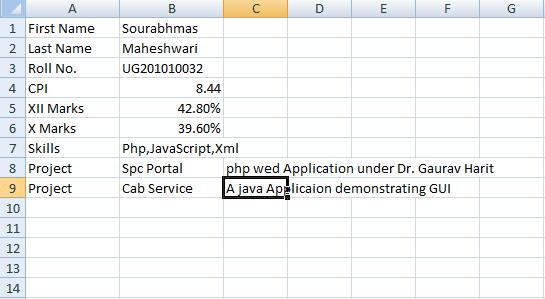 A B C D E F G
1 First Name Sourabhmas
2 Last Name Maheshwari
3 Roll No. UG201010032
4 CPI 8.44
5 XII Marks 42.80%
6 X Marks 39.60%
7 Skills Php,JavaScript,Xml
8 Project Spc Portal php wed Application under Dr. Gaurav Harit
9 Project Cab Service A java Applicaion demonstrating GUI
10
11
12
13
14